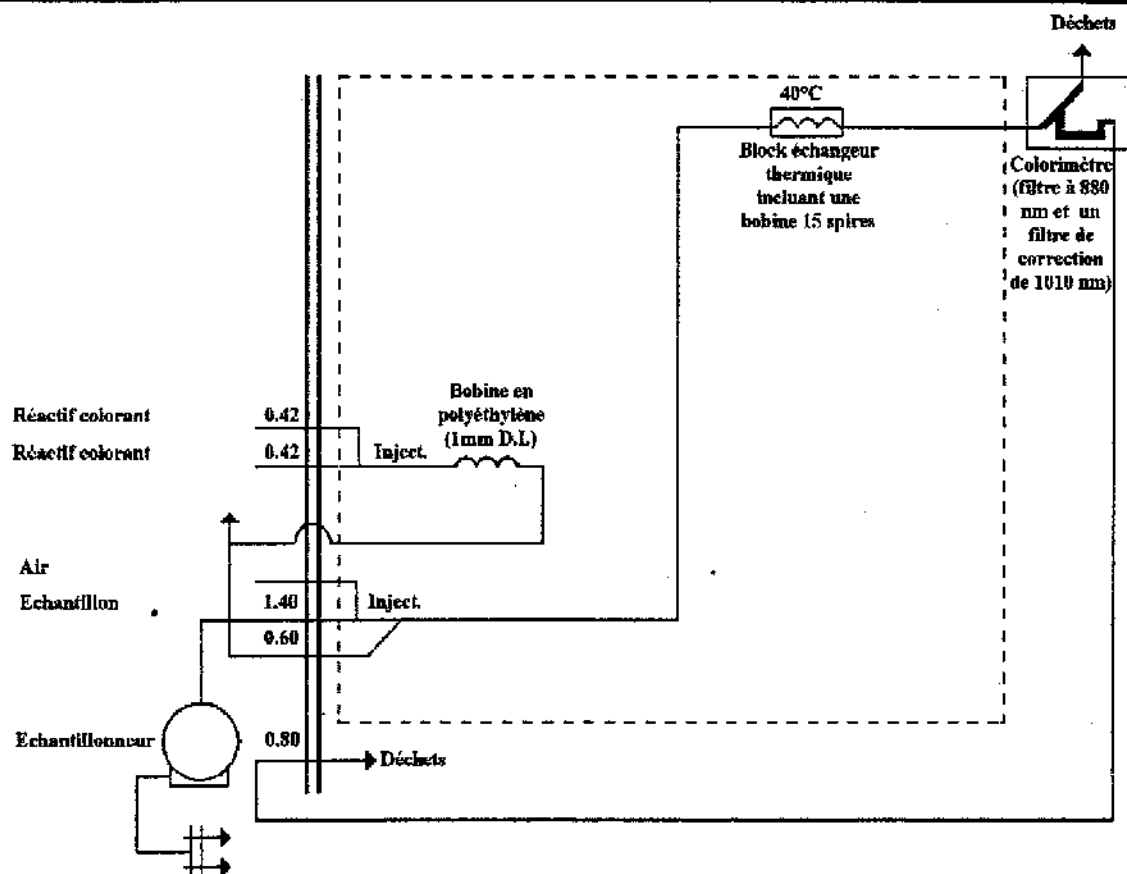 Déchets
40°C
Block échangeur
thermique
incluant une
bobine 15 spires
Colorimètre
(filtre à 880
nm et un
filtre de
correction
de 1010 nm)
Bobine en
polyéthylène
(1mm D.I.)
Réactif colorant 0.42
Réactif colorant 0.42 Inject.
Air
Echantillon 1.40 Inject.
0.60
Echantillonneur 0.80
Déchets